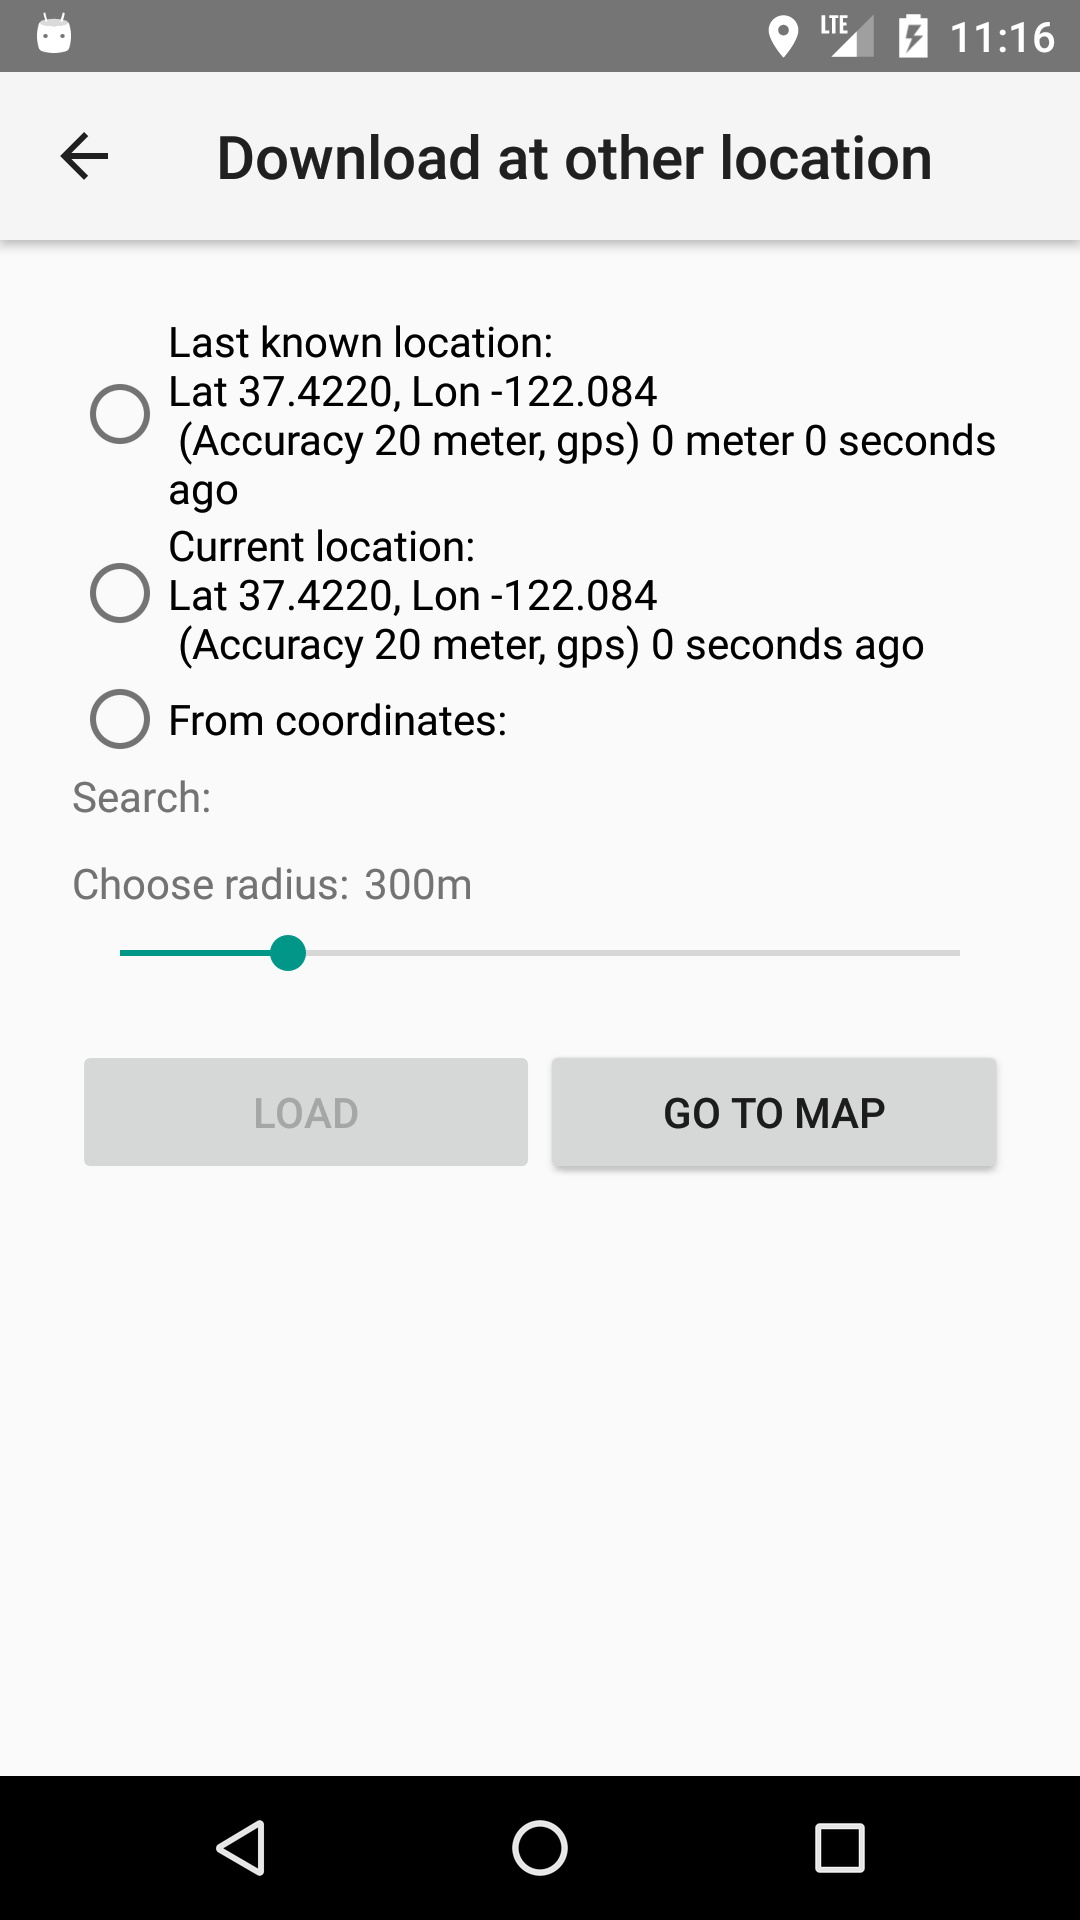 LTE 11:16
Download at other location
Last known location:
Lat 37.4220, Lon -122.084
(Accuracy 20 meter, gps) 0 meter 0 seconds
ago
Current location:
Lat 37.4220, Lon -122.084
(Accuracy 20 meter, gps) 0 seconds ago
From coordinates:
Search:
Choose radius: 300m
LOAD GO TO MAP